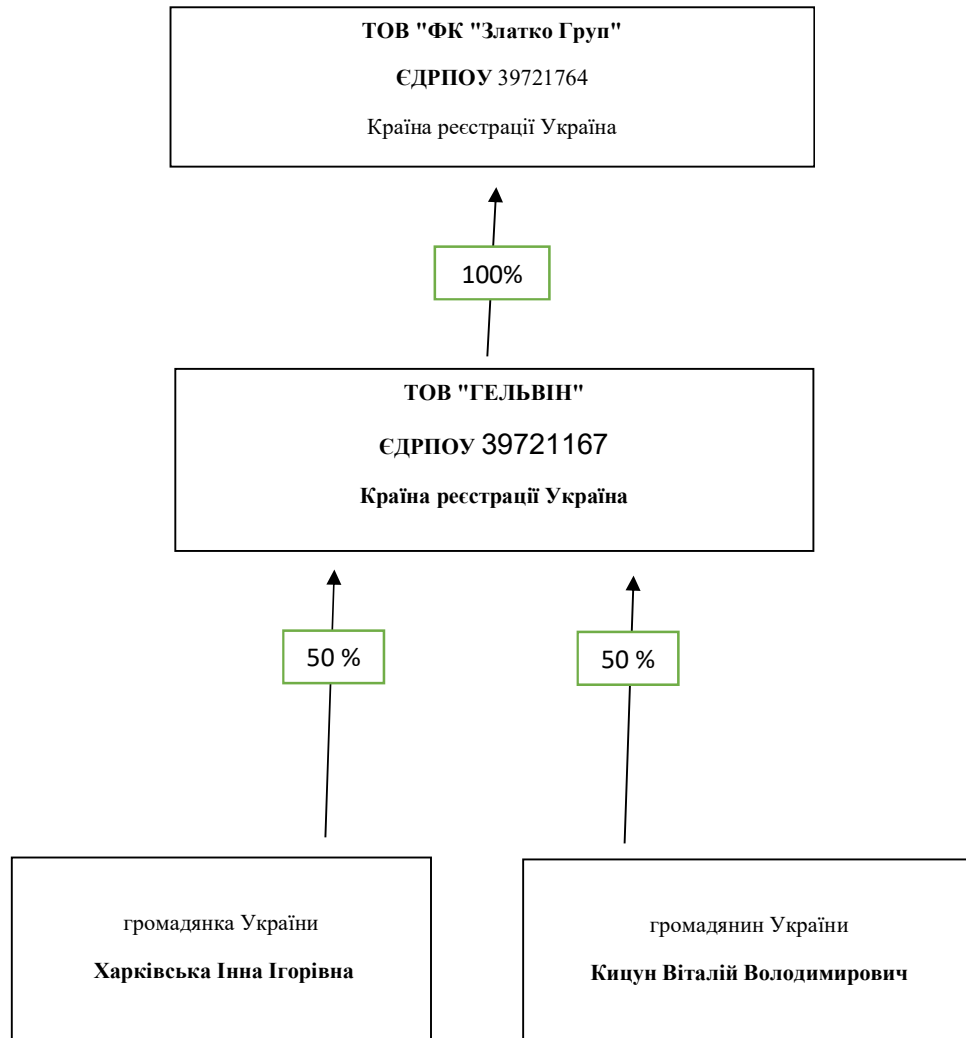 ТОВ "ФК "Златко Груп"
ЄДРПОУ 39721764
Країна реєстрації Україна
100%
ТОВ "ГЕЛЬВІН"
ЄДРПОУ 39721167
Країна реєстрації Україна
50 %
50 %
громадянка України
Харківська Інна Ігорівна
громадянин України
Кицун Віталій Володимирович